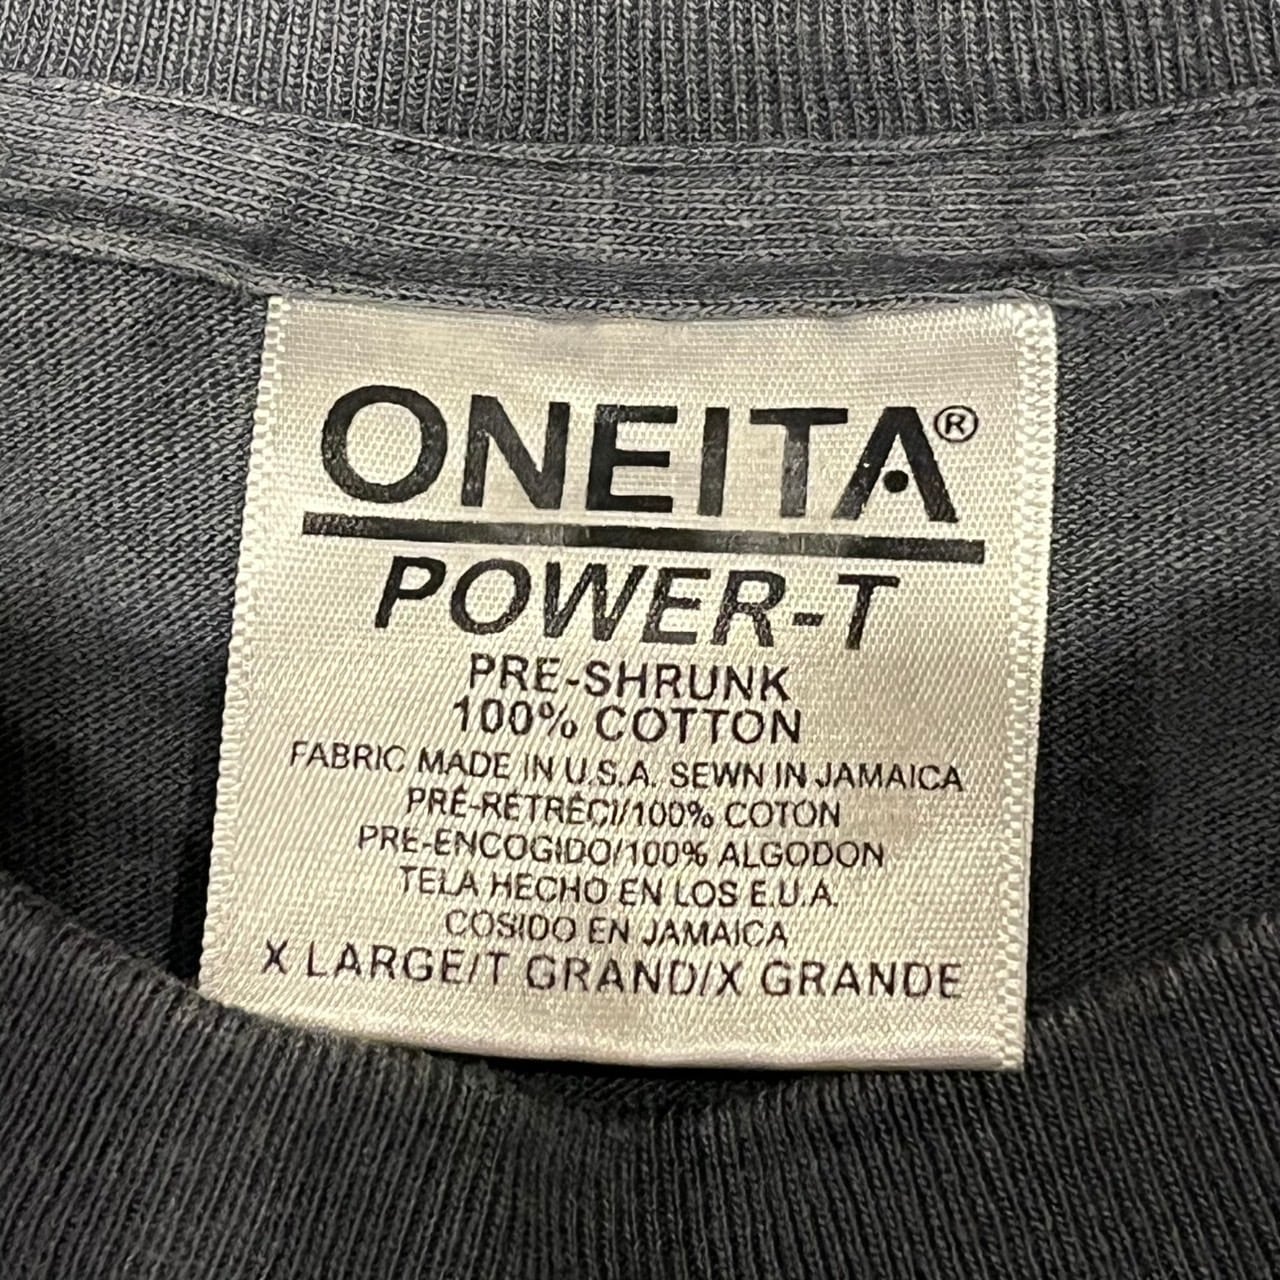 ONEITA®
POWER-T
PRE-SHRUNK
100% COTTON
FABRIC MADE IN U.S.A. SEWN IN JAMAICA
PRÉ-RETRÉCI/100% COTON
PRE-ENCOGIDO/100% ALGODON
TELA HECHO EN LOS E.U.A.
COSIDO EN JAMAICA
X LARGE/T GRAND/X GRANDE